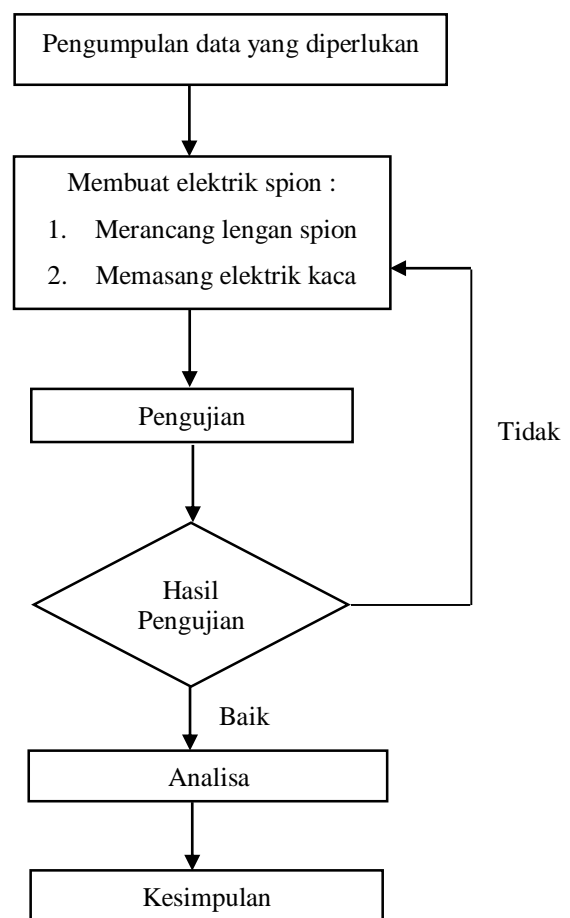 Pengumpulan data yang diperlukan
Membuat elektrik spion :
1. Merancang lengan spion
2. Memasang elektrik kaca
Pengujian
Tidak
Hasil
Pengujian
Baik
Analisa
Kesimpulan